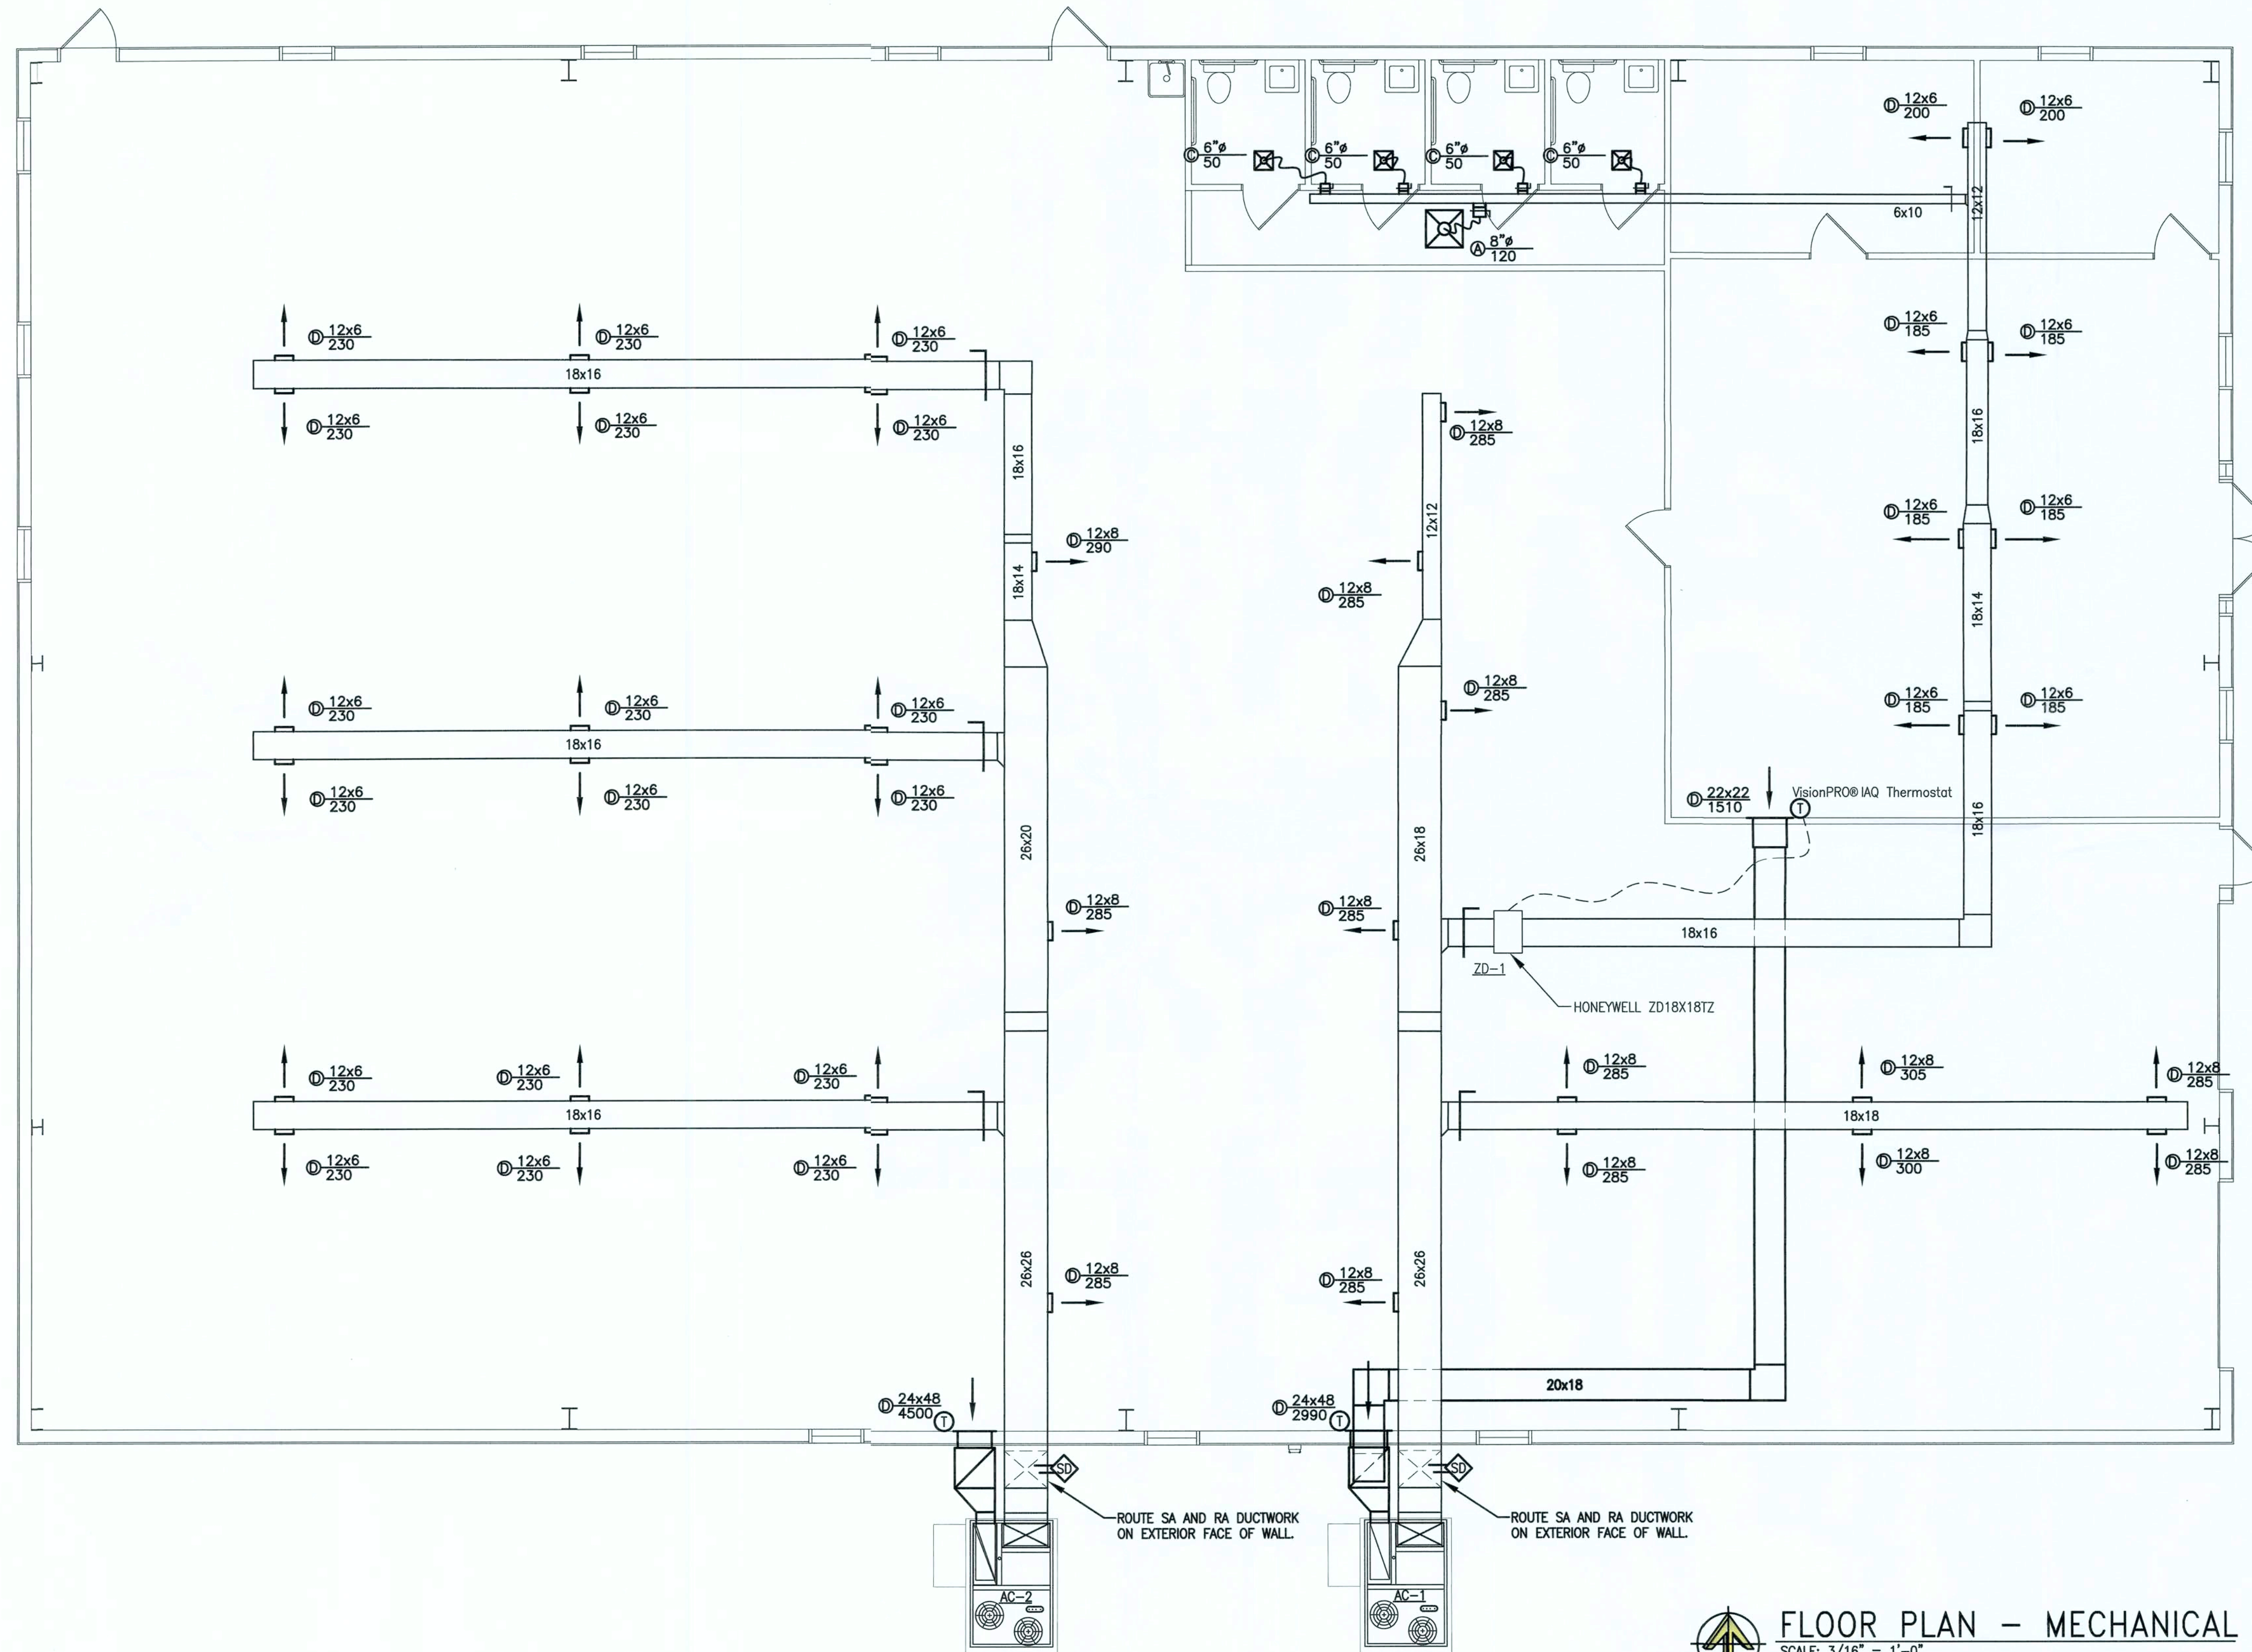 D 12x6
200
D 12x6
200
C 6"ø
50
C 6"ø
50
C 6"ø
50
C 6"ø
50
6x10
12x12
A 8"ø
120
D 12x6
230
D 12x6
230
D 12x6
230
18x16
D 12x6
230
D 12x6
230
D 12x6
230
D 12x6
185
D 12x6
185
18x16
D 12x8
285
18x16
12x12
D 12x6
185
D 12x6
185
D 12x8
290
18x14
D 12x8
285
18x14
D 12x6
230
D 12x6
230
D 12x6
230
18x16
D 12x6
230
D 12x6
230
D 12x6
230
D 12x8
285
D 12x6
185
D 12x6
185
26x20
26x18
D 22x22
1510
T
VisionPRO® IAQ Thermostat
18x16
D 12x8
285
D 12x8
285
18x16
ZD-1
HONEYWELL ZD18X18TZ
D 12x6
230
D 12x6
230
D 12x6
230
18x16
D 12x6
230
D 12x6
230
D 12x6
230
D 12x8
285
D 12x8
305
D 12x8
285
18x18
D 12x8
285
D 12x8
300
D 12x8
285
26x26
D 12x8
285
D 12x8
285
26x26
20x18
D 24x48
4500
T
D 24x48
2990
T
SD
SD
ROUTE SA AND RA DUCTWORK
ON EXTERIOR FACE OF WALL.
ROUTE SA AND RA DUCTWORK
ON EXTERIOR FACE OF WALL.
AC-2
AC-1
FLOOR PLAN - MECHANICAL
SCALE: 3/16" = 1'-0"